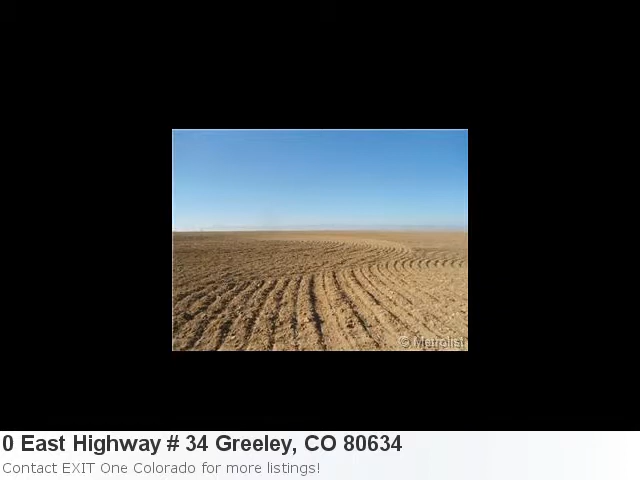 © Metrolist
0 East Highway # 34 Greeley, CO 80634
Contact EXIT One Colorado for more listings!